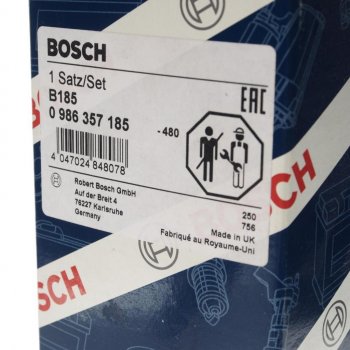 BOSCH
1 Satz/Set
B185
0 986 357 185
- 480
EAC
4 047024 848078
Robert Bosch GmbH
Auf der Breit 4
76227 Karlsruhe
Germany
250
756
Made in UK
Fabriqué au Royaume-Uni
BOSCH